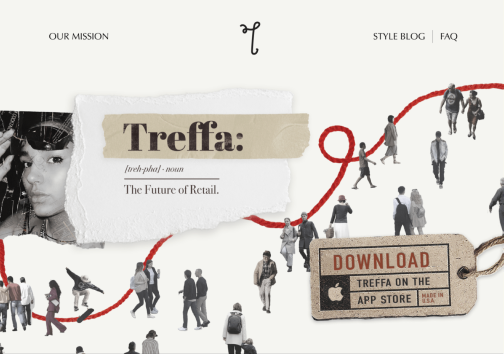 OUR MISSION
STYLE BLOG | FAQ
Treffa:
[treh-pha] · noun
The Future of Retail.
DOWNLOAD
TREFFA ON THE
APP STORE
MADE IN
U.S.A.